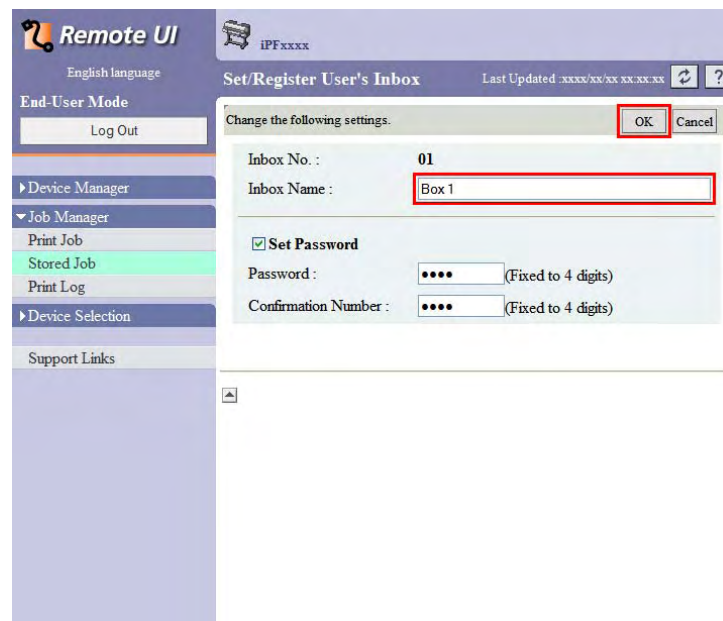 Remote UI
English language
End-User Mode
Log Out
Device Manager
Job Manager
Print Job
Stored Job
Print Log
Device Selection
Support Links
iPFxxxx
Set/Register User's Inbox
Last Updated :xxxx/xx/xx xx:xx:xx
?
Change the following settings.
OK
Cancel
Inbox No. : 01
Inbox Name : Box 1
Set Password
Password : •••• (Fixed to 4 digits)
Confirmation Number : •••• (Fixed to 4 digits)